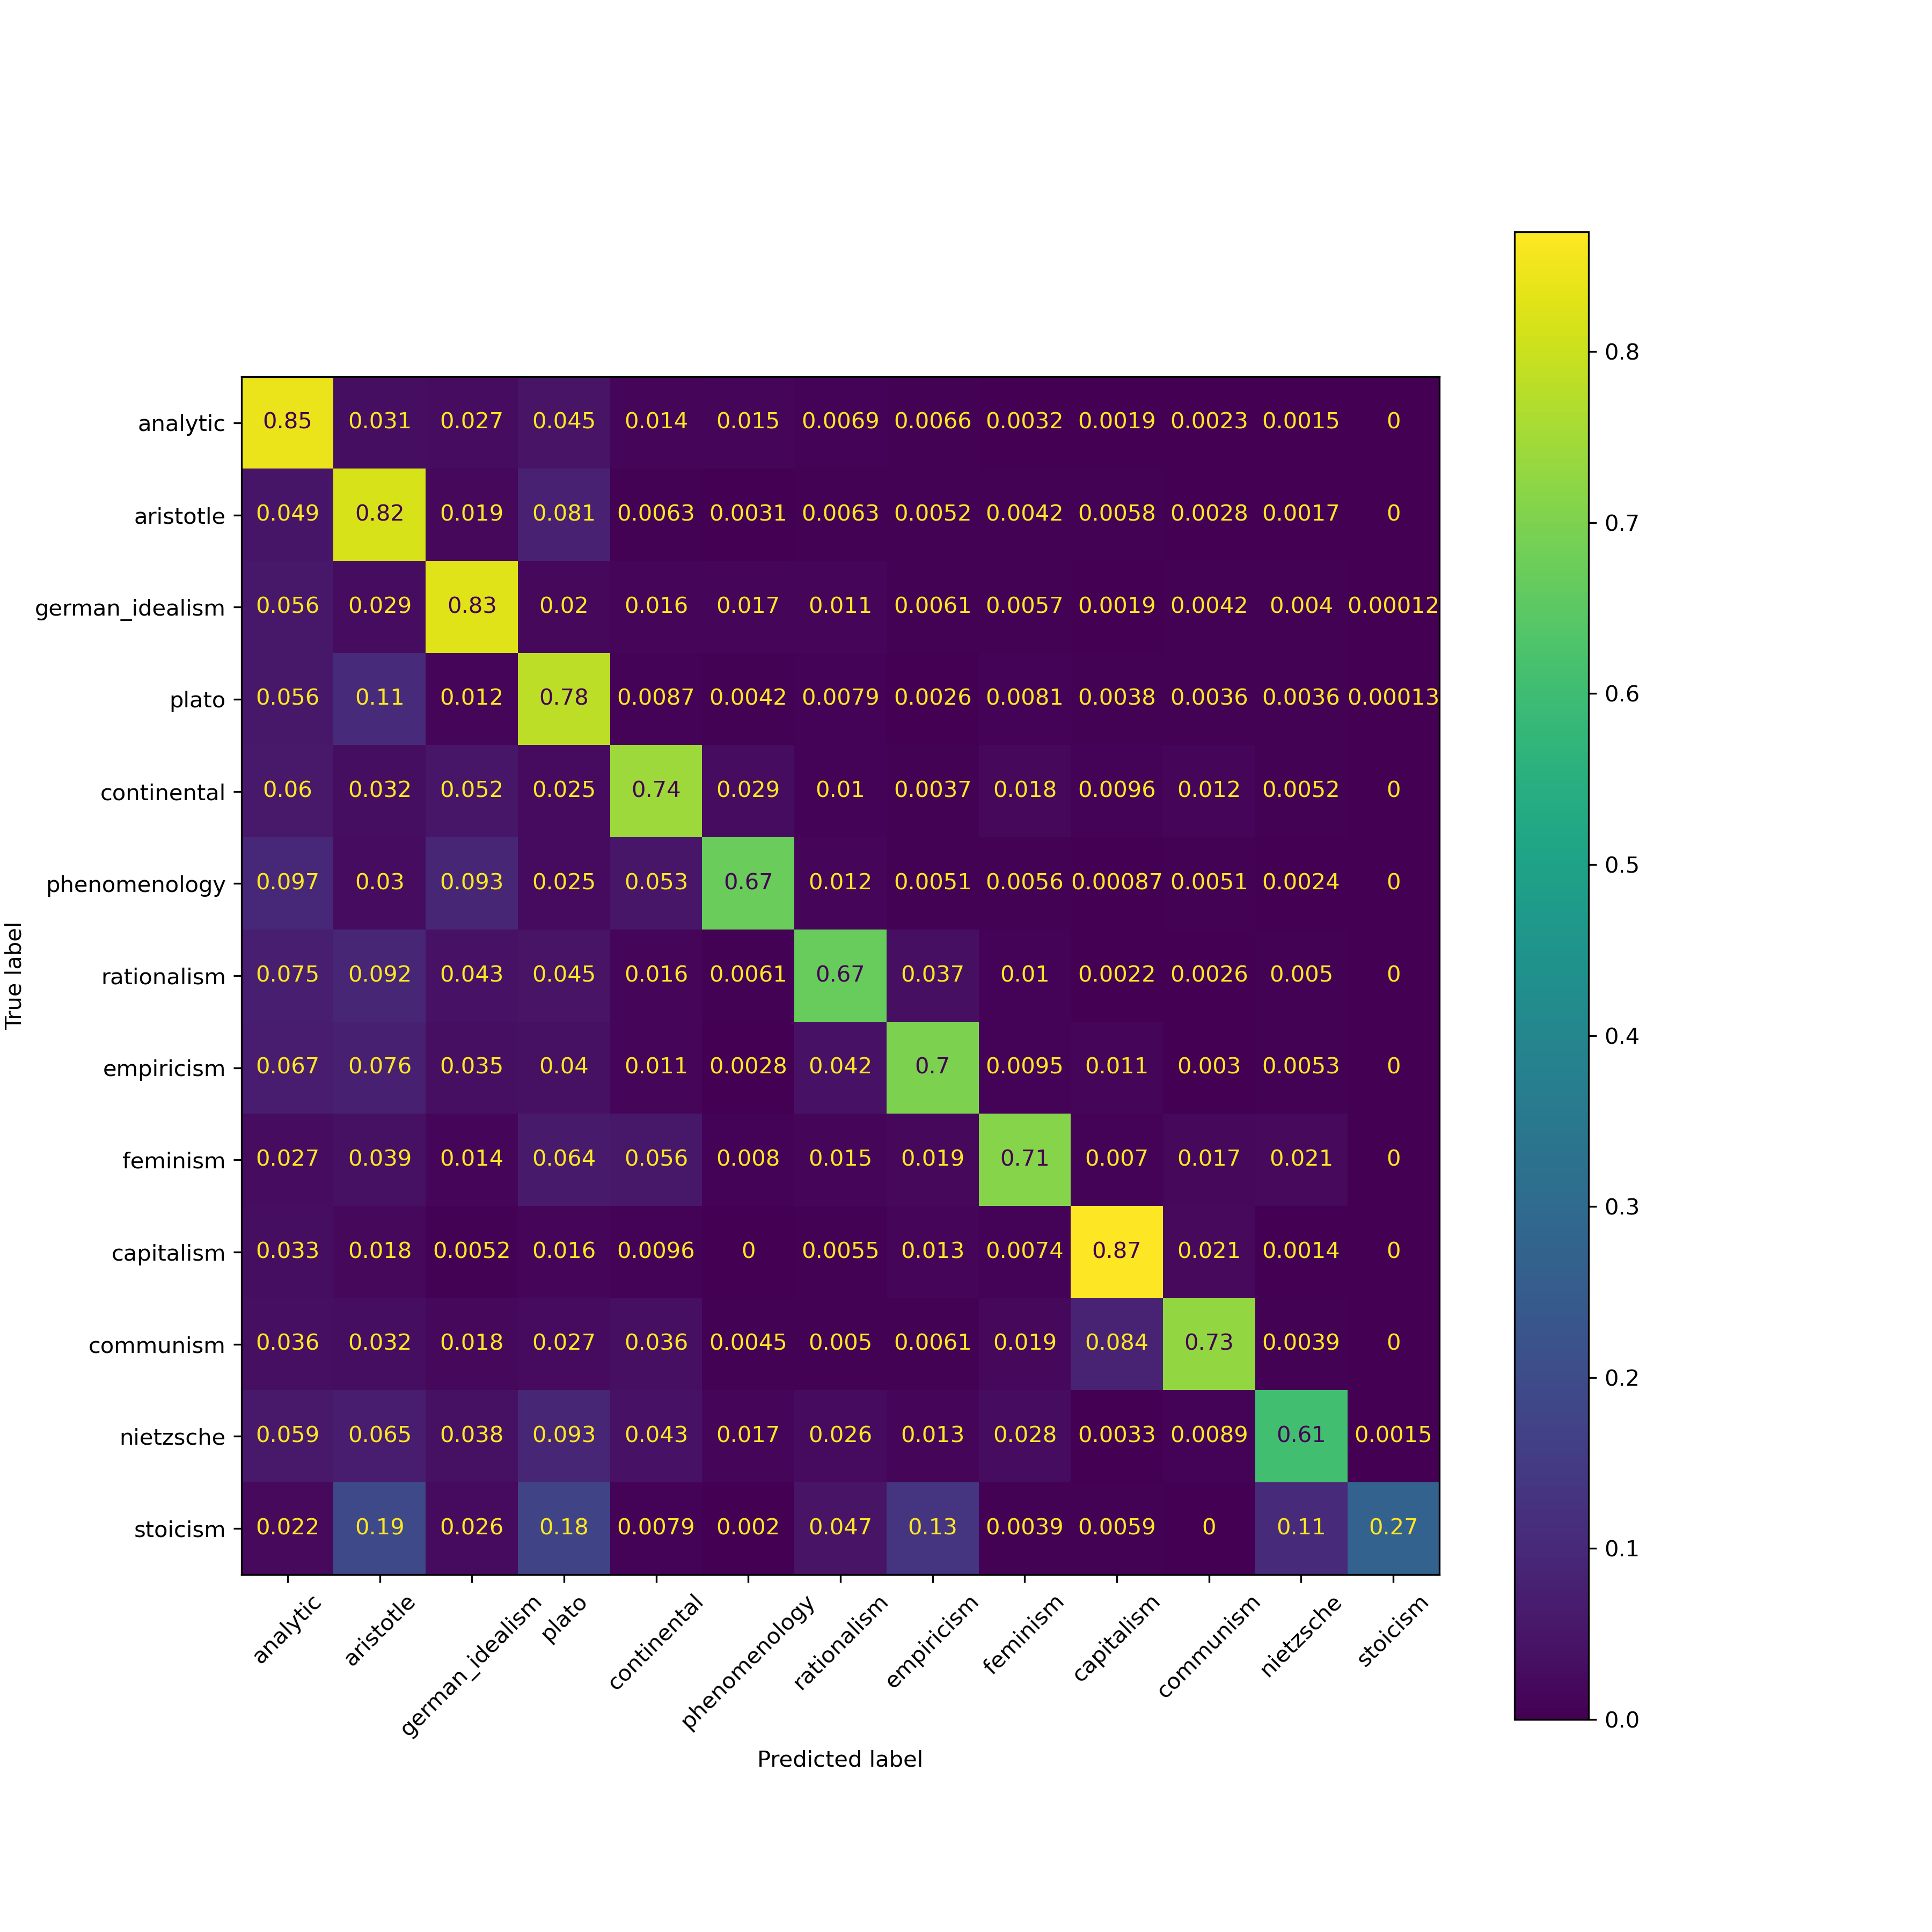 analytic 0.85 0.031 0.027 0.045 0.014 0.015 0.0069 0.0066 0.0032 0.0019 0.0023 0.0015 0
aristotle 0.049 0.82 0.019 0.081 0.0063 0.0031 0.0063 0.0052 0.0042 0.0058 0.0028 0.0017 0
german_idealism 0.056 0.029 0.83 0.02 0.016 0.017 0.011 0.0061 0.0057 0.0019 0.0042 0.004 0.00012
plato 0.056 0.11 0.012 0.78 0.0087 0.0042 0.0079 0.0026 0.0081 0.0038 0.0036 0.0036 0.00013
continental 0.06 0.032 0.052 0.025 0.74 0.029 0.01 0.0037 0.018 0.0096 0.012 0.0052 0
phenomenology 0.097 0.03 0.093 0.025 0.053 0.67 0.012 0.0051 0.0056 0.00087 0.0051 0.0024 0
rationalism 0.075 0.092 0.043 0.045 0.016 0.0061 0.67 0.037 0.01 0.0022 0.0026 0.005 0
empiricism 0.067 0.076 0.035 0.04 0.011 0.0028 0.042 0.7 0.0095 0.011 0.003 0.0053 0
feminism 0.027 0.039 0.014 0.064 0.056 0.008 0.015 0.019 0.71 0.007 0.017 0.021 0
capitalism 0.033 0.018 0.0052 0.016 0.0096 0 0.0055 0.013 0.0074 0.87 0.021 0.0014 0
communism 0.036 0.032 0.018 0.027 0.036 0.0045 0.005 0.0061 0.019 0.084 0.73 0.0039 0
nietzsche 0.059 0.065 0.038 0.093 0.043 0.017 0.026 0.013 0.028 0.0033 0.0089 0.61 0.0015
stoicism 0.022 0.19 0.026 0.18 0.0079 0.002 0.047 0.13 0.0039 0.0059 0 0.11 0.27
True label
analytic aristotle german_idealism plato continental phenomenology rationalism empiricism feminism capitalism communism nietzsche stoicism
Predicted label
0.8
0.7
0.6
0.5
0.4
0.3
0.2
0.1
0.0